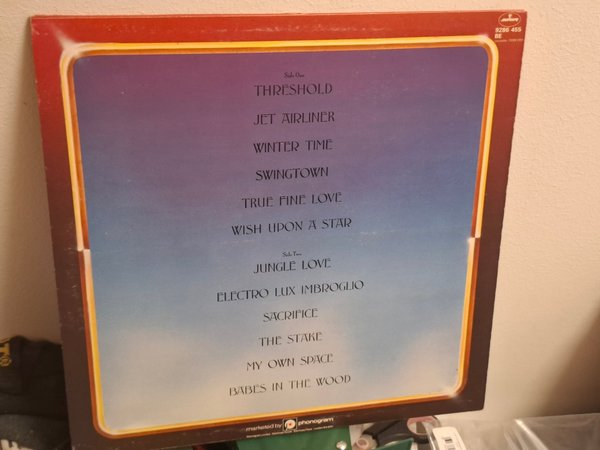 mercury
9286 455
BE
Side One
THRESHOLD
JET AIRLINER
WINTER TIME
SWINGTOWN
TRUE FINE LOVE
WISH UPON A STAR
Side Two
JUNGLE LOVE
ELECTRO LUX IMBROGLIO
SACRIFICE
THE STAKE
MY OWN SPACE
BABES IN THE WOOD
marketed by phonogram